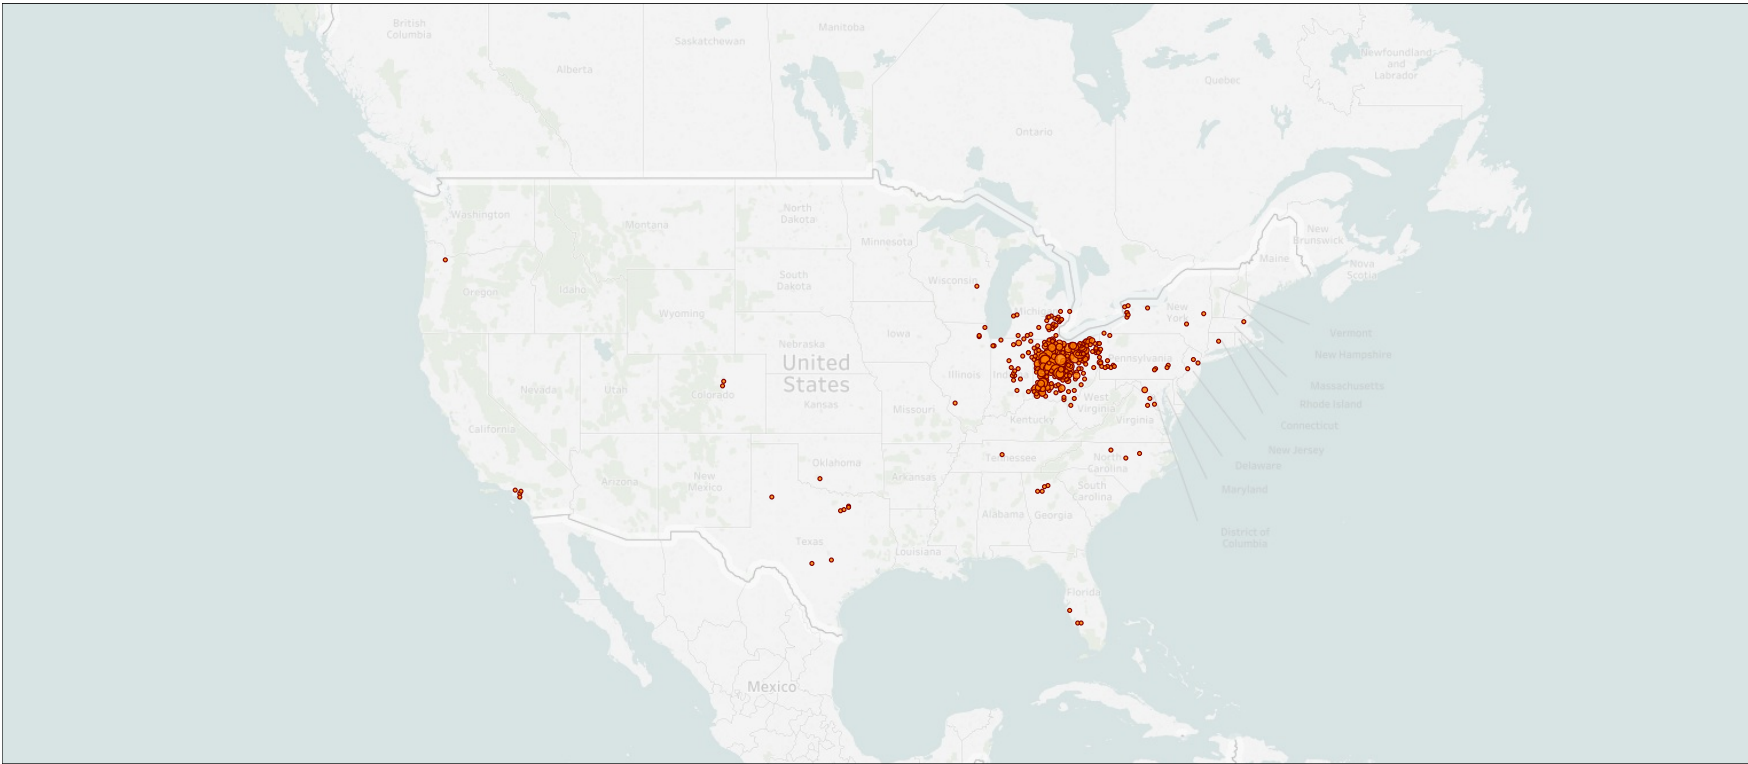 British
Columbia
Alberta
Saskatchewan
Manitoba
Ontario
Quebec
Newfoundland
and
Labrador
New
Brunswick
Nova
Scotia
Maine
Washington
Montana
North
Dakota
Minnesota
Oregon
Idaho
Wyoming
South
Dakota
Wisconsin
Michigan
New
York
Vermont
New Hampshire
Massachusetts
Rhode Island
Connecticut
New Jersey
Delaware
Maryland
District of
Columbia
Iowa
Nebraska
United
States
Nevada
Utah
Colorado
Kansas
Illinois
Ind
Pennsylvania
Missouri
West
Virginia
Virginia
Kentucky
California
Arizona
New
Mexico
Oklahoma
Arkansas
Tennessee
North
Carolina
South
Carolina
Alabama
Georgia
Texas
Louisiana
Florida
Mexico